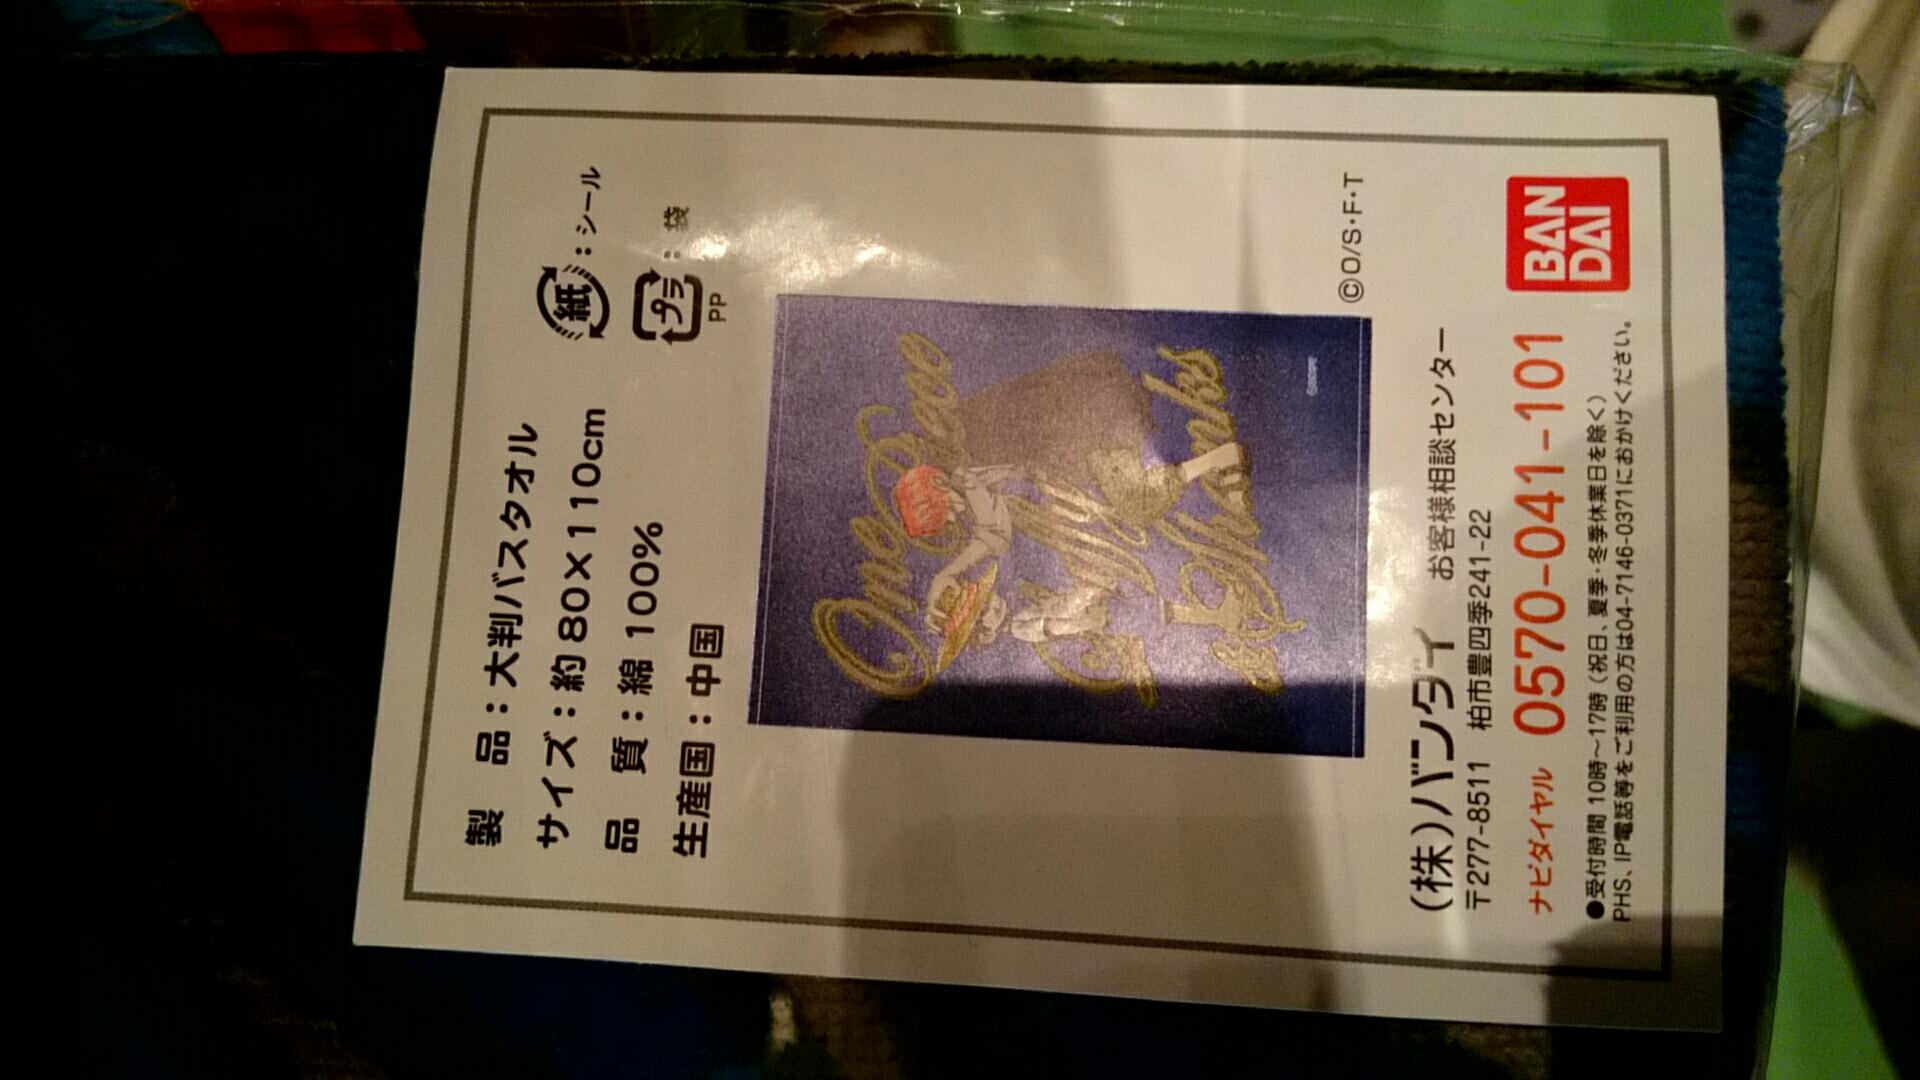 製　品：大判バスタオル
サイズ：約80×110cm
品　質：綿100%
生産国：中国
紙：シール
プラ：袋
PP
One Piece
Luffy
& Hanks
©O/S・F・T
(株)バンダイ　お客様相談センター
〒277-8511　柏市豊四季241-22
ナビダイヤル 0570-041-101
●受付時間 10時～17時（祝日、夏季・冬季休業日を除く）
PHS、IP電話等をご利用の方は04-7146-0371におかけください。
BAN
DAI